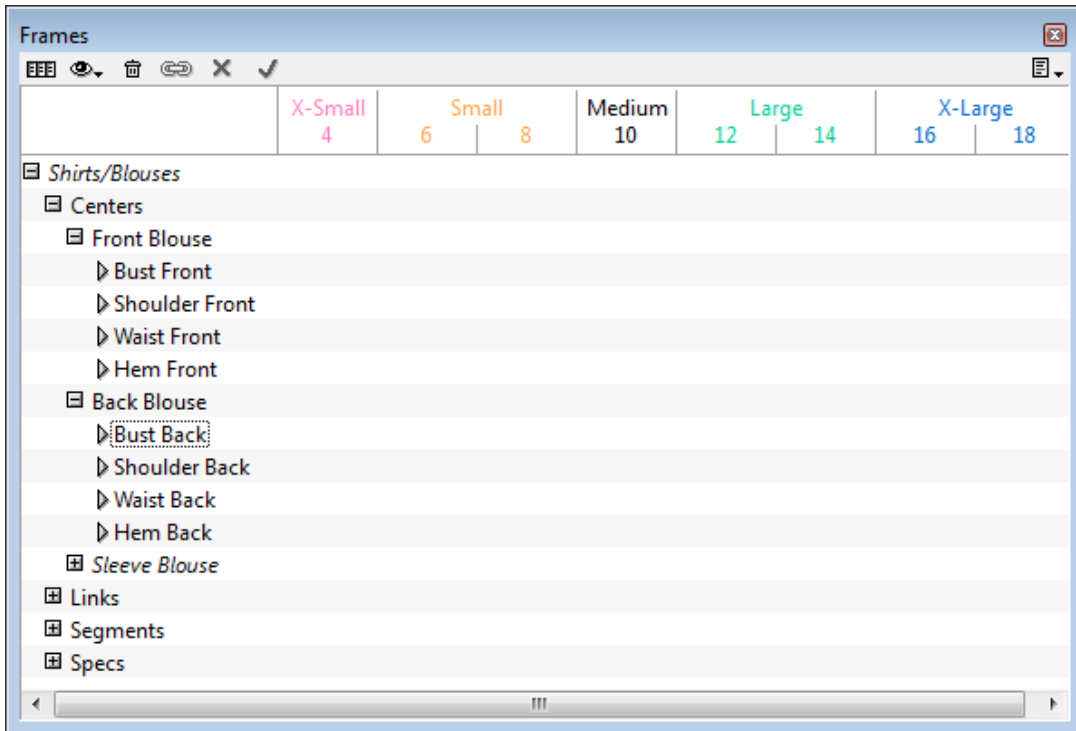 Frames
X-Small Small Medium Large X-Large
4 6 8 10 12 14 16 18
Shirts/Blouses
Centers
Front Blouse
Bust Front
Shoulder Front
Waist Front
Hem Front
Back Blouse
Bust Back
Shoulder Back
Waist Back
Hem Back
Sleeve Blouse
Links
Segments
Specs